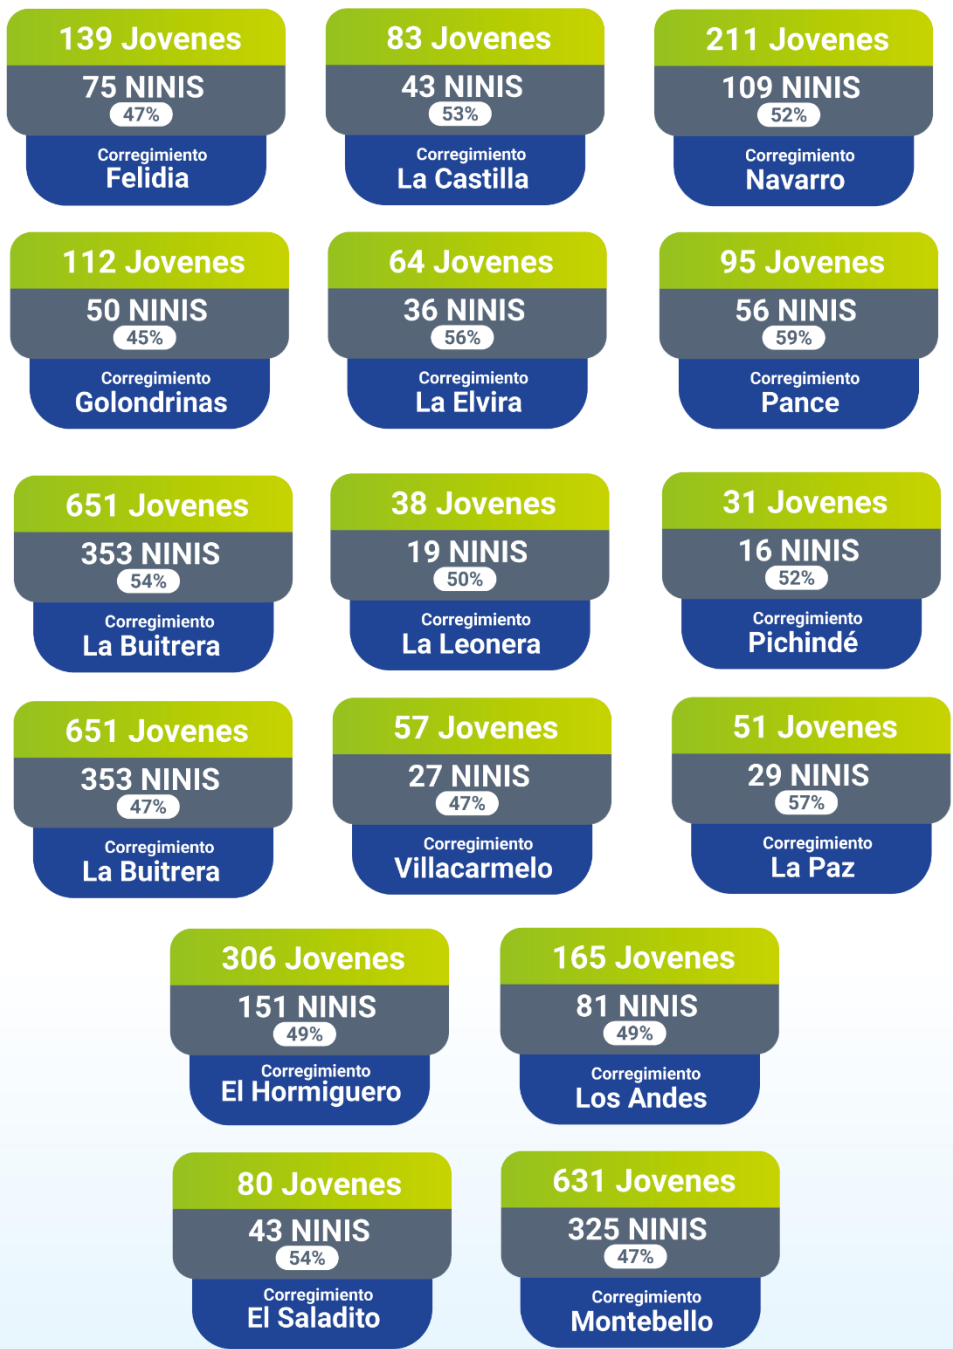 139 Jovenes
75 NINIS
47%
Corregimiento
Felidia
83 Jovenes
43 NINIS
53%
Corregimiento
La Castilla
211 Jovenes
109 NINIS
52%
Corregimiento
Navarro
112 Jovenes
50 NINIS
45%
Corregimiento
Golondrinas
64 Jovenes
36 NINIS
56%
Corregimiento
La Elvira
95 Jovenes
56 NINIS
59%
Corregimiento
Pance
651 Jovenes
353 NINIS
54%
Corregimiento
La Buitrera
38 Jovenes
19 NINIS
50%
Corregimiento
La Leonera
31 Jovenes
16 NINIS
52%
Corregimiento
Pichindé
651 Jovenes
353 NINIS
47%
Corregimiento
La Buitrera
57 Jovenes
27 NINIS
47%
Corregimiento
Villacarmelo
51 Jovenes
29 NINIS
57%
Corregimiento
La Paz
306 Jovenes
151 NINIS
49%
Corregimiento
El Hormiguero
165 Jovenes
81 NINIS
49%
Corregimiento
Los Andes
80 Jovenes
43 NINIS
54%
Corregimiento
El Saladito
631 Jovenes
325 NINIS
47%
Corregimiento
Montebello